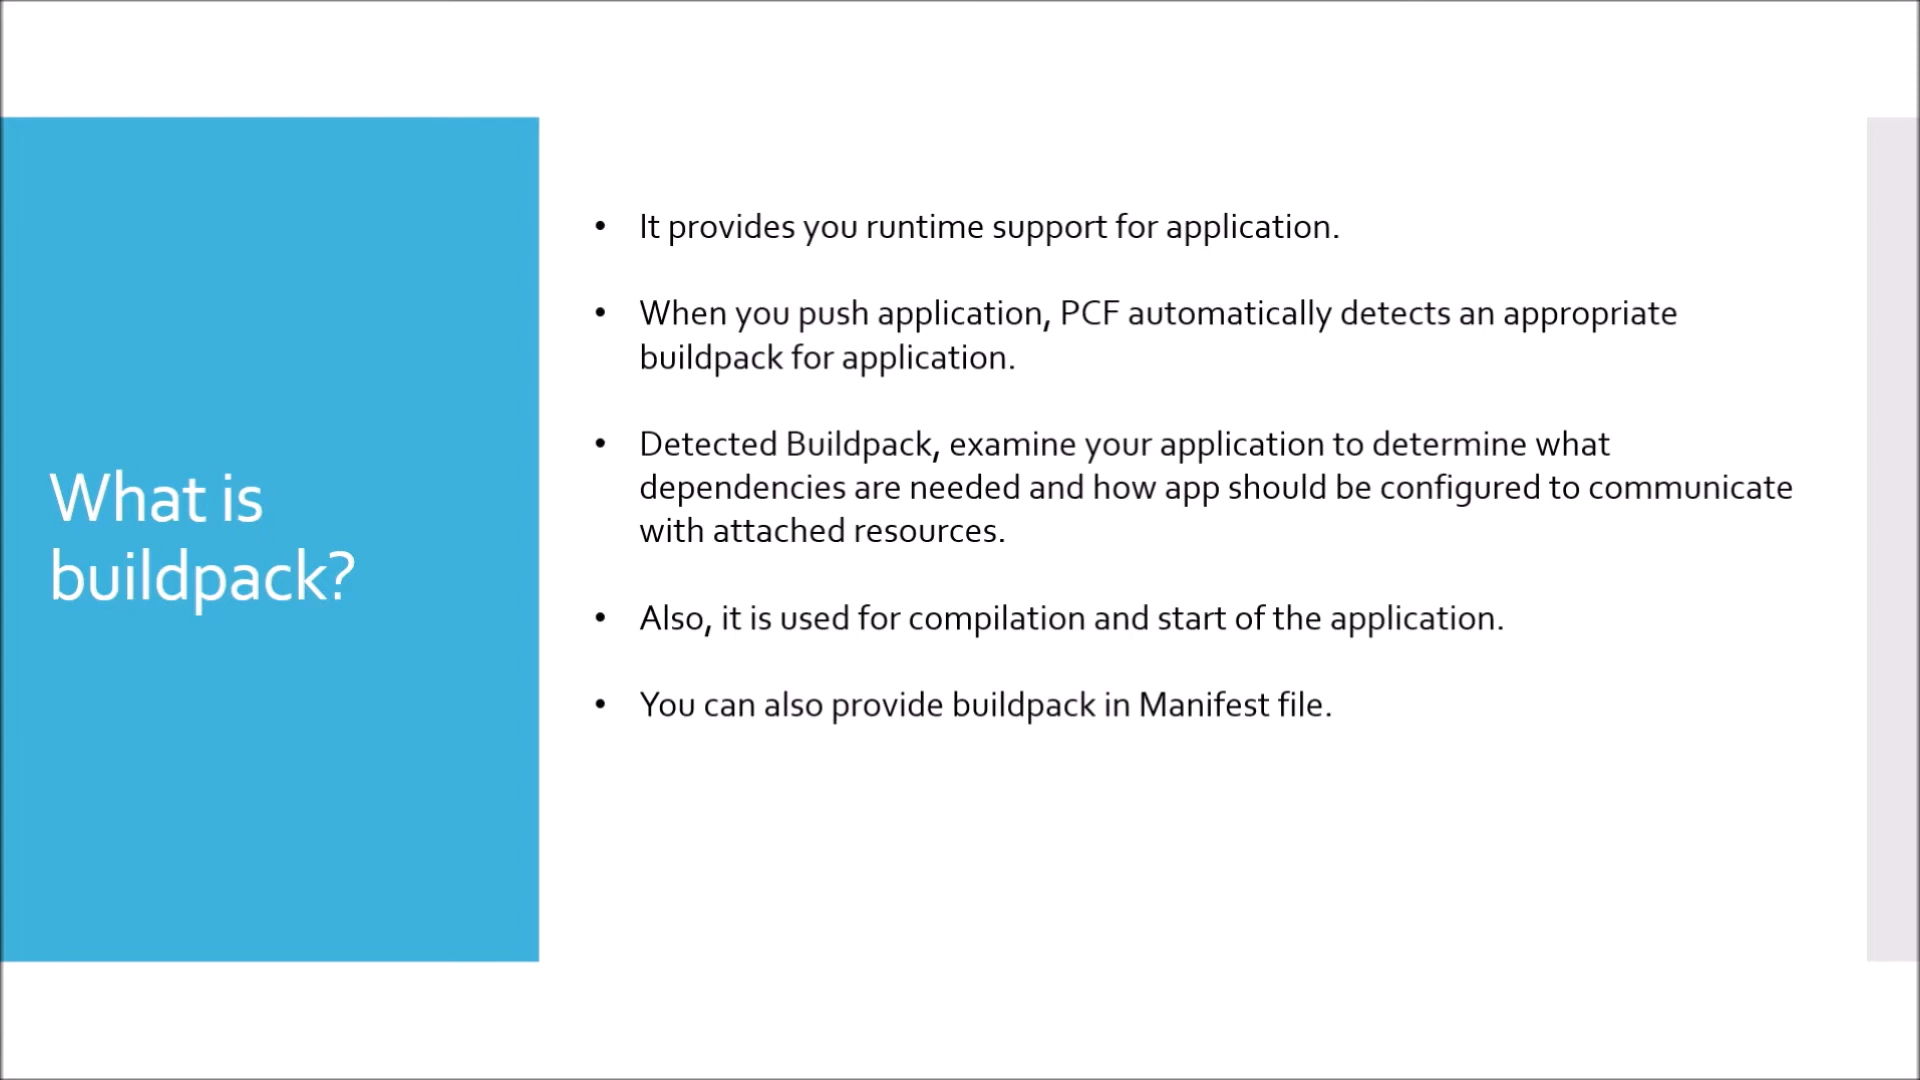 What is
buildpack?
• It provides you runtime support for application.
• When you push application, PCF automatically detects an appropriate
buildpack for application.
• Detected Buildpack, examine your application to determine what
dependencies are needed and how app should be configured to communicate
with attached resources.
• Also, it is used for compilation and start of the application.
• You can also provide buildpack in Manifest file.